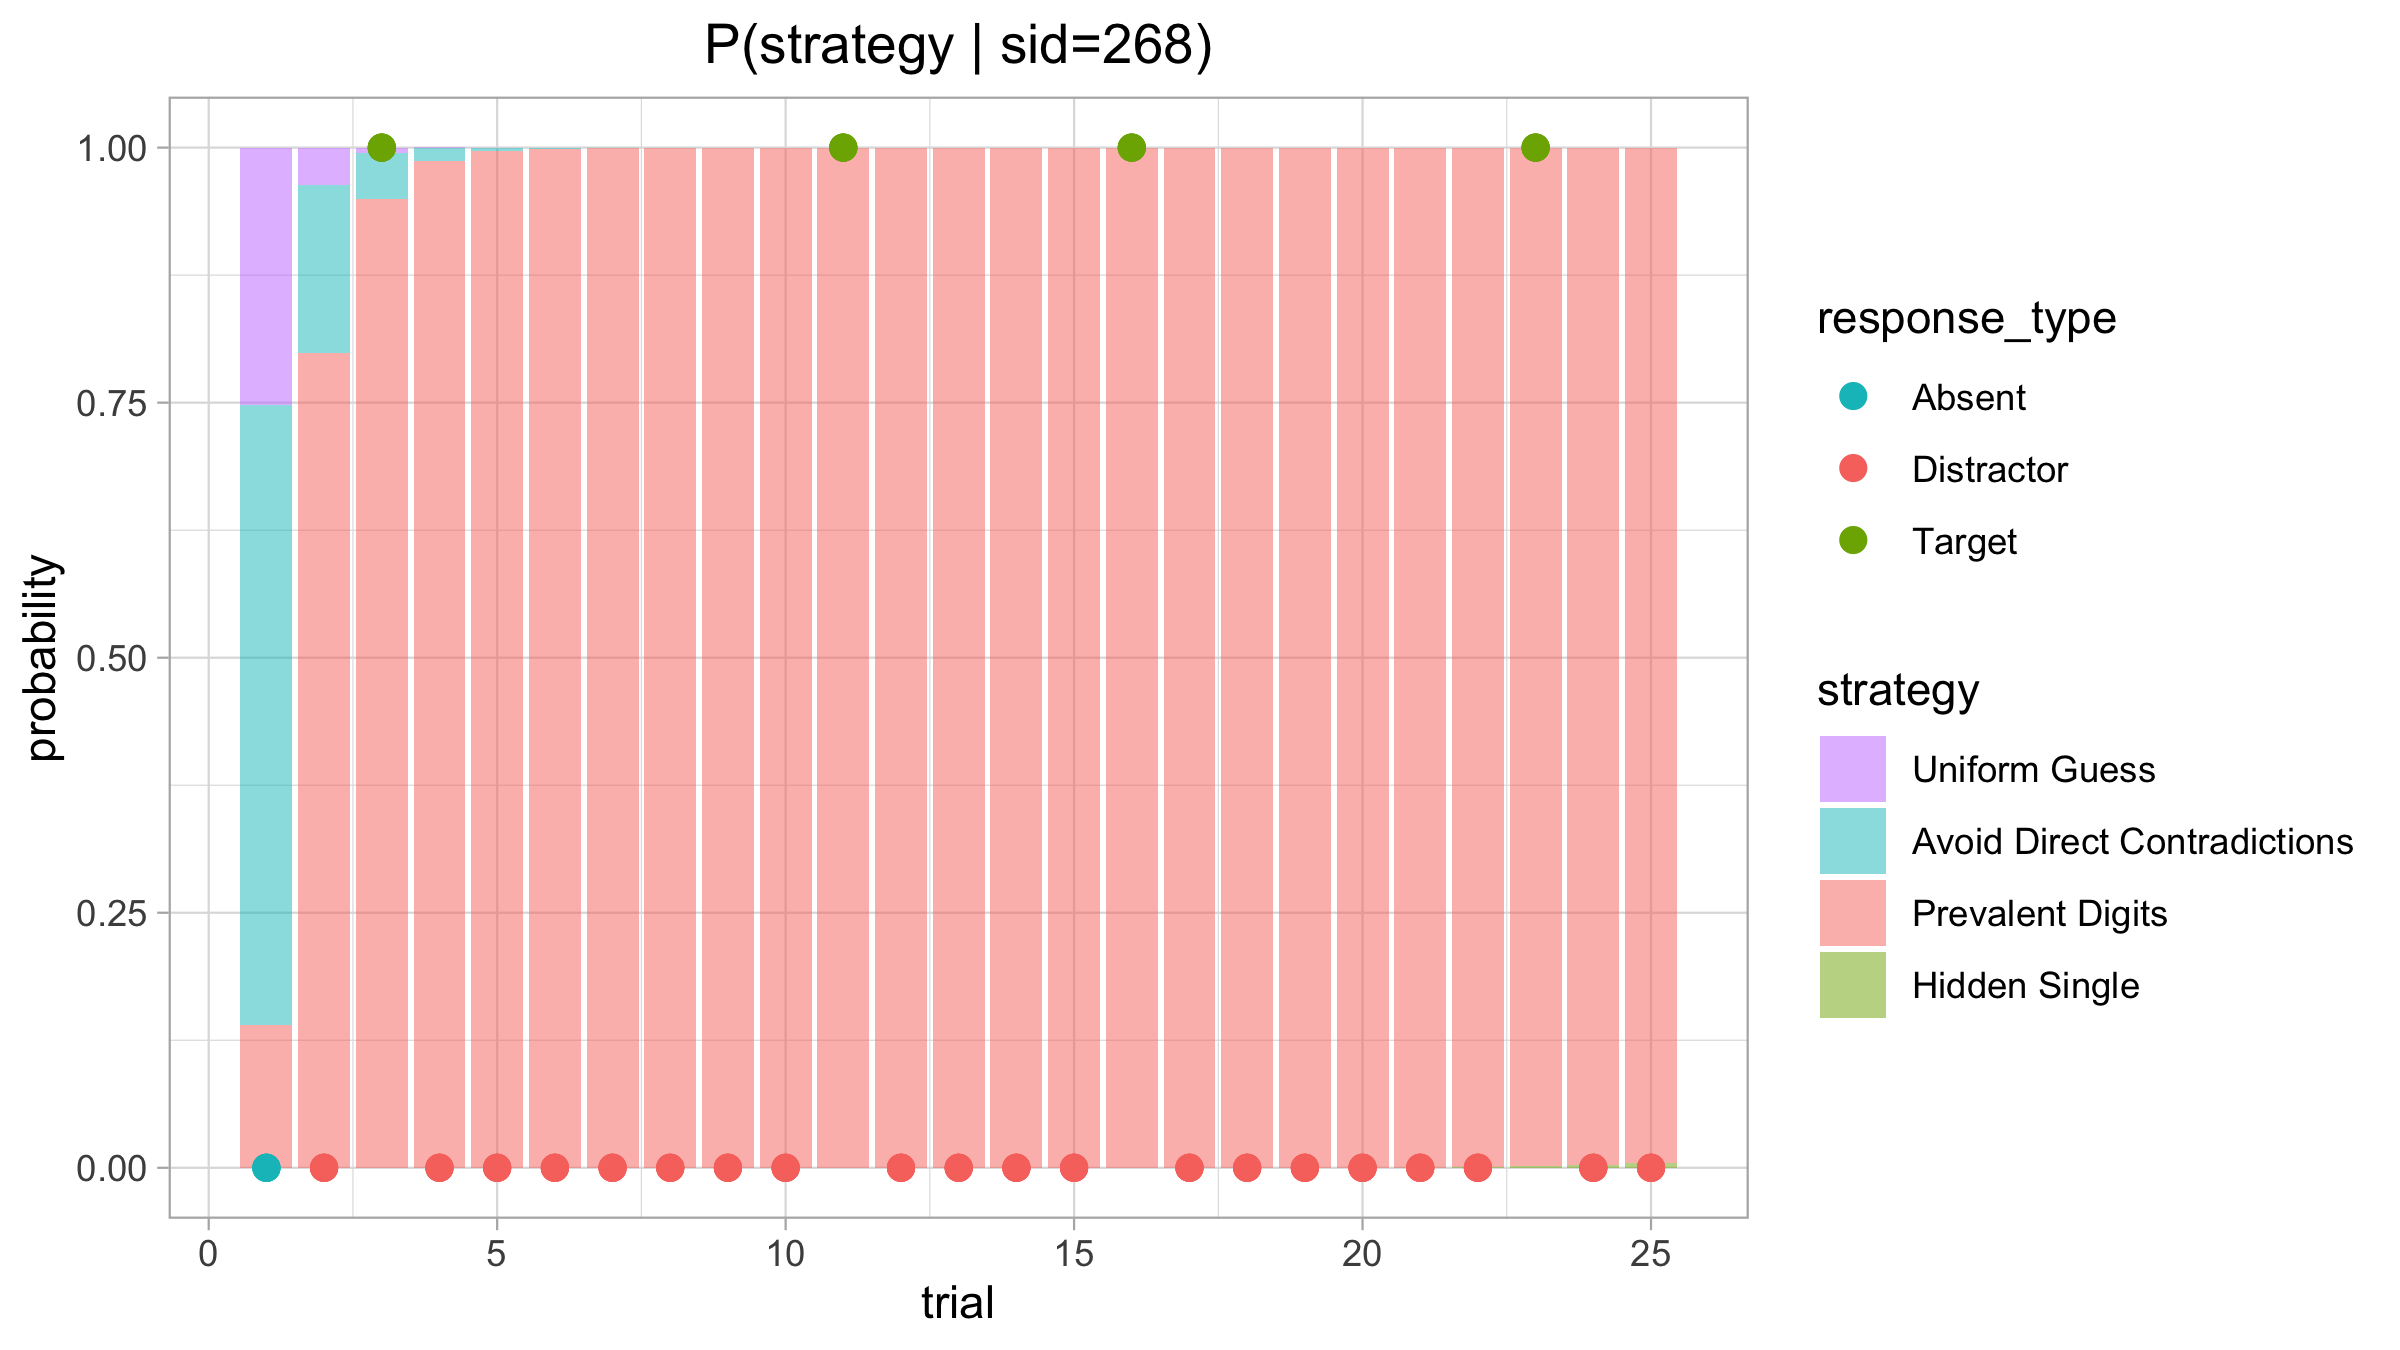 P(strategy | sid=268)
1.00
0.75
0.50
0.25
0.00
probability
0
5
10
15
20
25
trial
response_type
Absent
Distractor
Target
strategy
Uniform Guess
Avoid Direct Contradictions
Prevalent Digits
Hidden Single